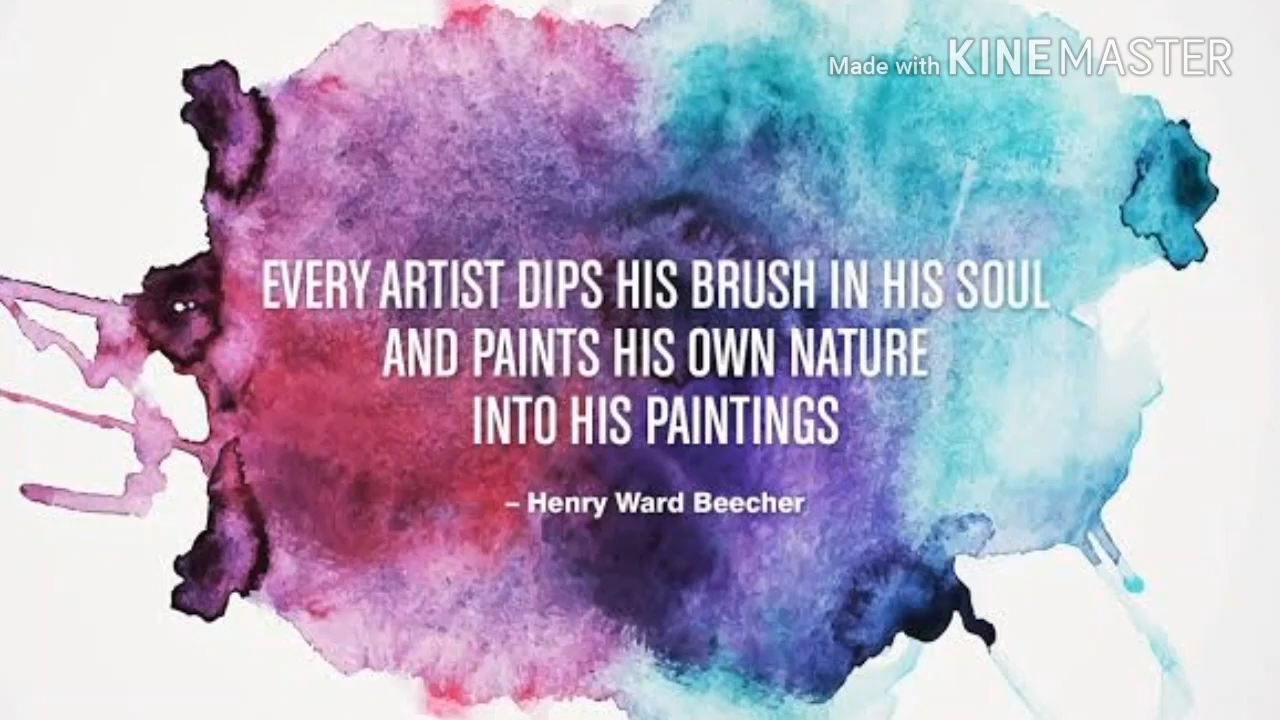 Made with KINEMASTER
EVERY ARTIST DIPS HIS BRUSH IN HIS SOUL
AND PAINTS HIS OWN NATURE
INTO HIS PAINTINGS
– Henry Ward Beecher